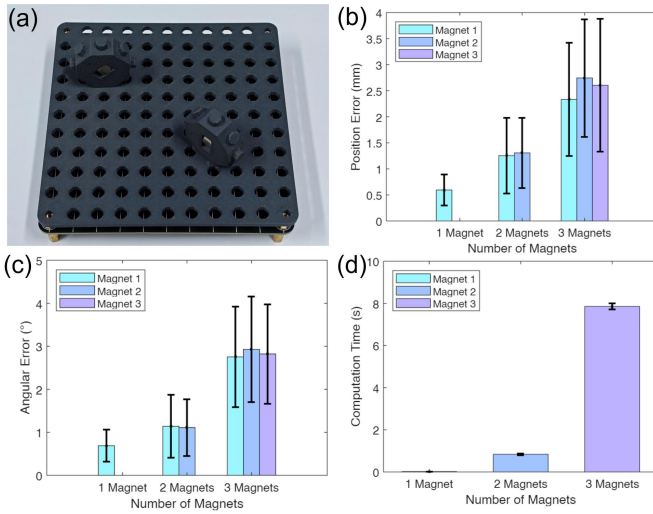 (a)
(b)
4
3.5
3
2.5
2
1.5
1
0.5
0
Position Error (mm)
Magnet 1
Magnet 2
Magnet 3
1 Magnet 2 Magnets 3 Magnets
Number of Magnets
(c)
5
4
3
2
1
0
Angular Error (°)
Magnet 1
Magnet 2
Magnet 3
1 Magnet 2 Magnets 3 Magnets
Number of Magnets
(d)
10
8
6
4
2
0
Computation Time (s)
Magnet 1
Magnet 2
Magnet 3
1 Magnet 2 Magnets 3 Magnets
Number of Magnets